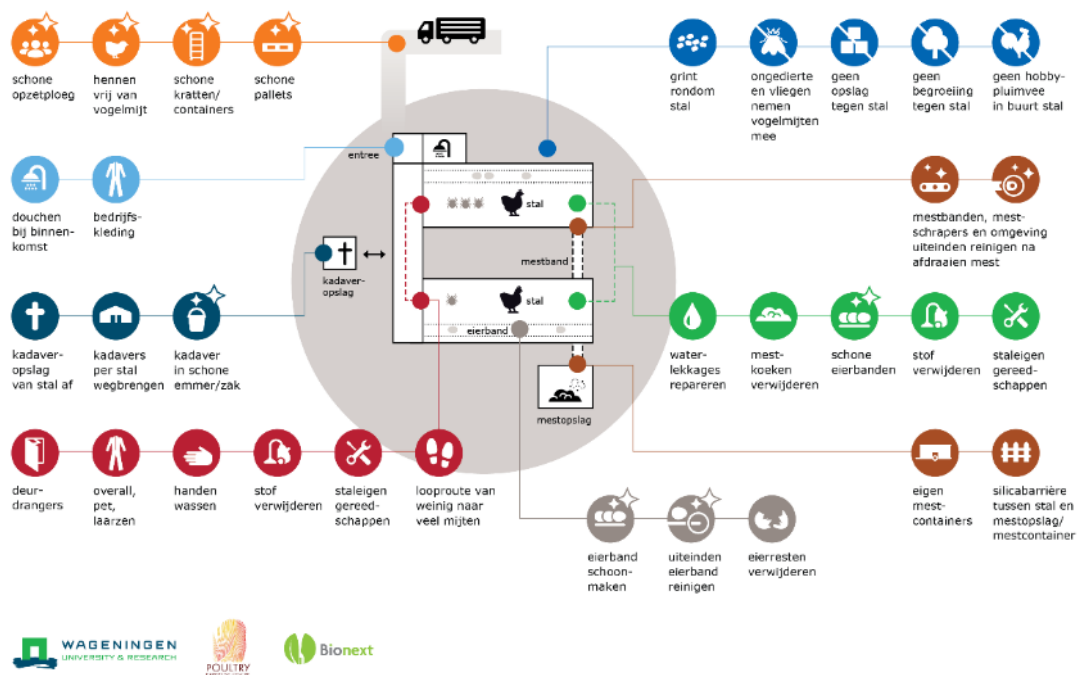 schone
opzetploeg
hennen
vrij van
vogelmijt
schone
kratten/
containers
schone
pallets
grint
rondom
stal
ongedierte
en vliegen
nemen
vogelmijten
mee
geen
opslag
tegen stal
geen
begroeiing
tegen stal
geen hobby-
pluimvee
in buurt stal
entree
douchen
bij binnen-
komst
bedrijfs-
kleding
stal
mestbanden, mest-
schrapers en omgeving
uiteinden reinigen na
afdraaien mest
mestband
kadaver-
opslag
stal
eierband
kadaver-
opslag
van stal af
kadavers
per stal
wegbrengen
kadaver
in schone
emmer/zak
water-
lekkages
repareren
mest-
koeken
verwijderen
schone
eierbanden
stof
verwijderen
staleigen
gereed-
schappen
mestopslag
deur-
drangers
overall,
pet,
laarzen
handen
wassen
stof
verwijderen
staleigen
gereed-
schappen
looproute van
weinig naar
veel mijten
eigen
mest-
containers
silicabarrière
tussen stal en
mestopslag/
mestcontainer
eierband
schoon-
maken
uiteinden
eierband
reinigen
eierresten
verwijderen
WAGENINGEN
UNIVERSITY & RESEARCH
POULTRY
Bionext